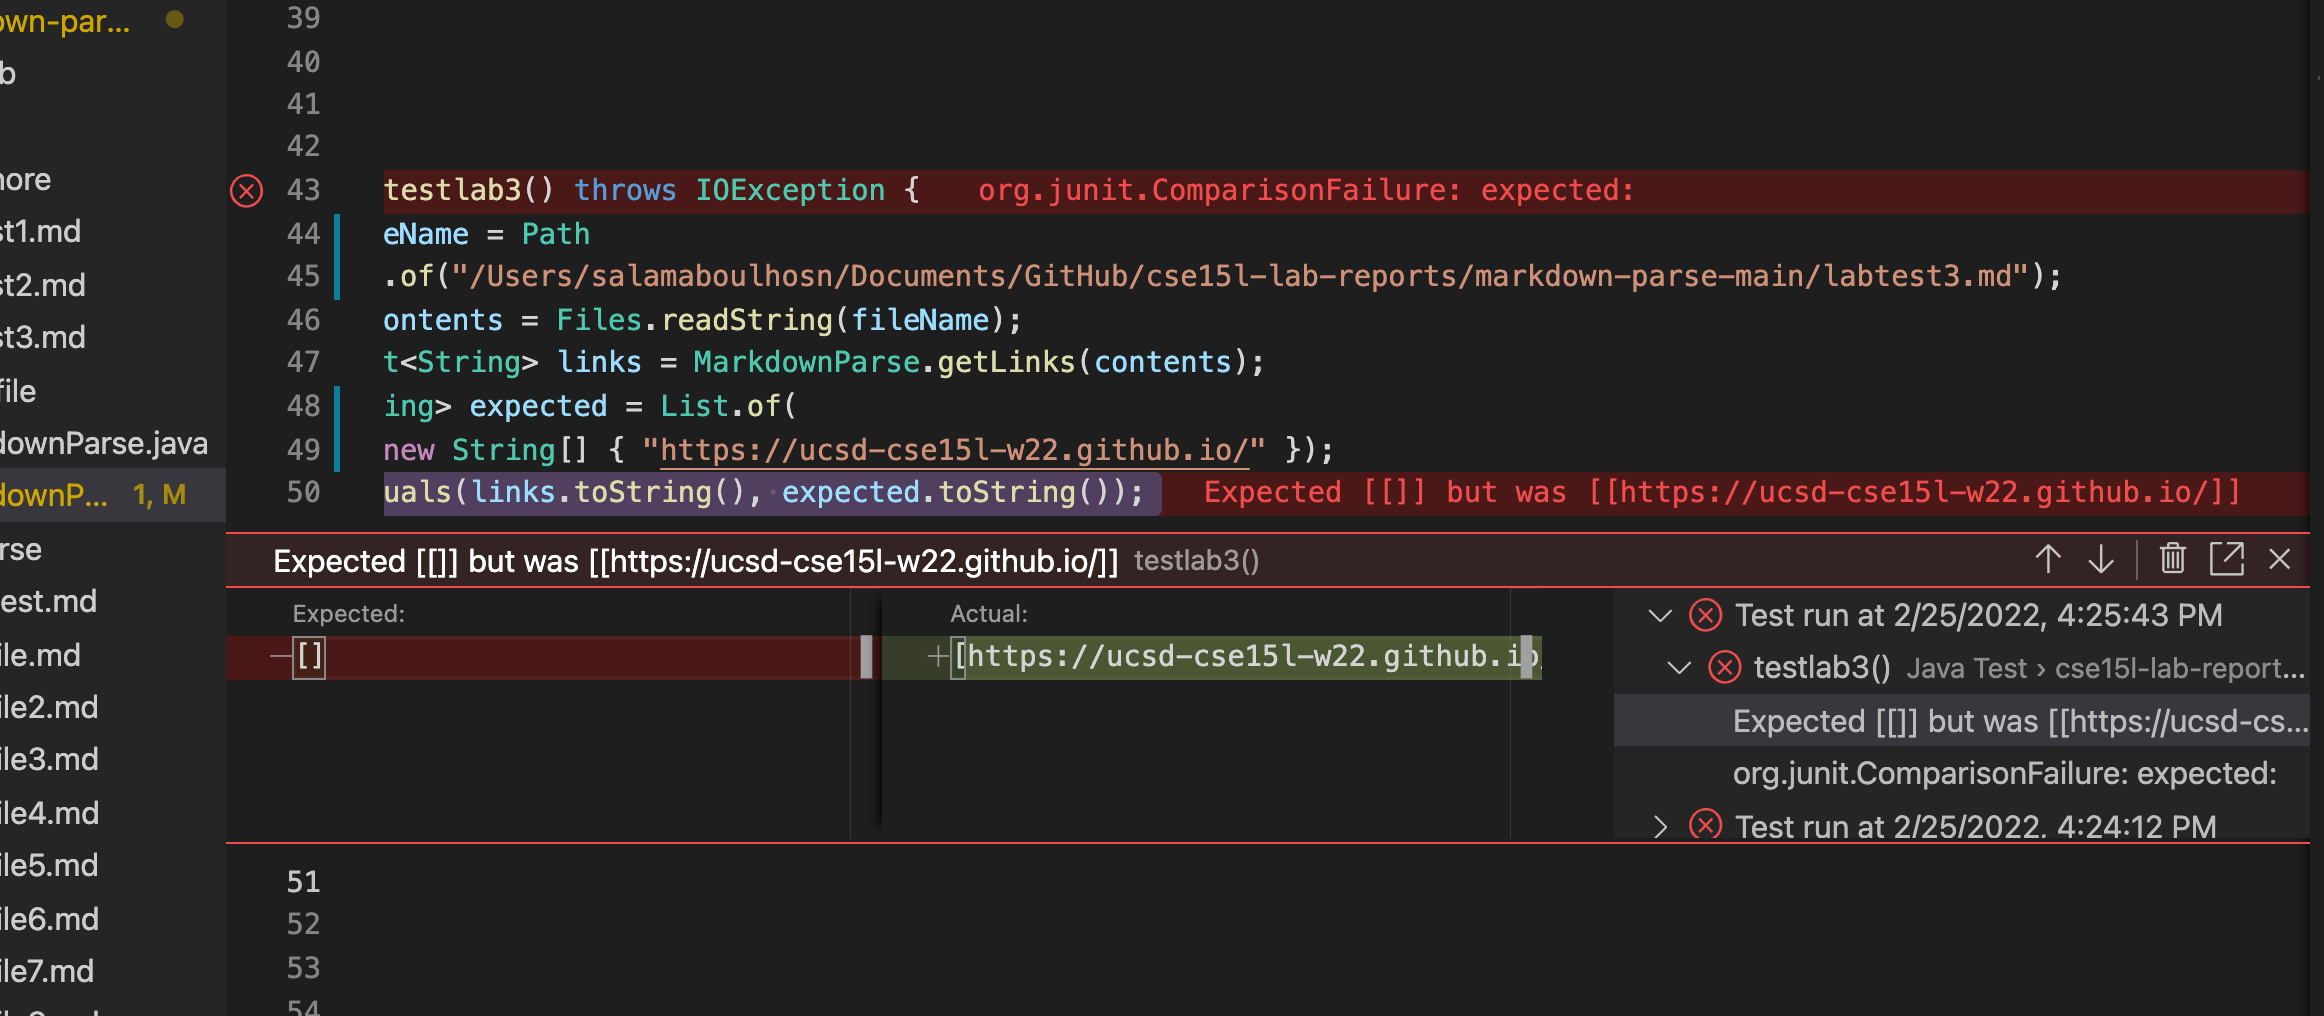 own-par...
b
ore
st1.md
st2.md
st3.md
file
downParse.java
downP... 1, M
rse
est.md
ile.md
ile2.md
ile3.md
ile4.md
ile5.md
ile6.md
ile7.md
39
40
41
42
43 testlab3() throws IOException { org.junit.ComparisonFailure: expected:
44 eName = Path
45 .of("/Users/salamaboulhosn/Documents/GitHub/cse15l-lab-reports/markdown-parse-main/labtest3.md");
46 ontents = Files.readString(fileName);
47 t<String> links = MarkdownParse.getLinks(contents);
48 ing> expected = List.of(
49 new String[] { "https://ucsd-cse15l-w22.github.io/" });
50 uals(links.toString(), expected.toString()); Expected [[]] but was [[https://ucsd-cse15l-w22.github.io/]]
Expected [[]] but was [[https://ucsd-cse15l-w22.github.io/]] testlab3()
Expected:
[]
Actual:
[https://ucsd-cse15l-w22.github.io
Test run at 2/25/2022, 4:25:43 PM
testlab3() Java Test › cse15l-lab-report...
Expected [[]] but was [[https://ucsd-cs...
org.junit.ComparisonFailure: expected:
Test run at 2/25/2022, 4:24:12 PM
51
52
53
54